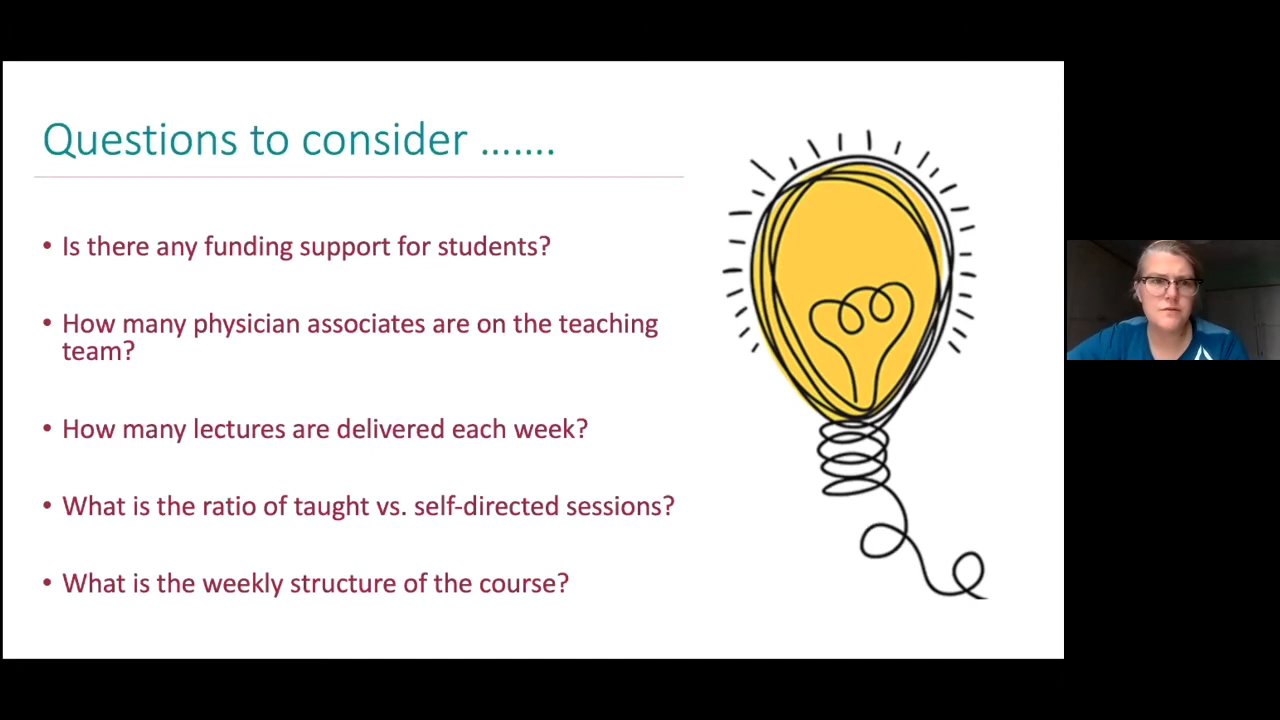 Questions to consider .......
• Is there any funding support for students?
• How many physician associates are on the teaching
team?
• How many lectures are delivered each week?
• What is the ratio of taught vs. self-directed sessions?
• What is the weekly structure of the course?